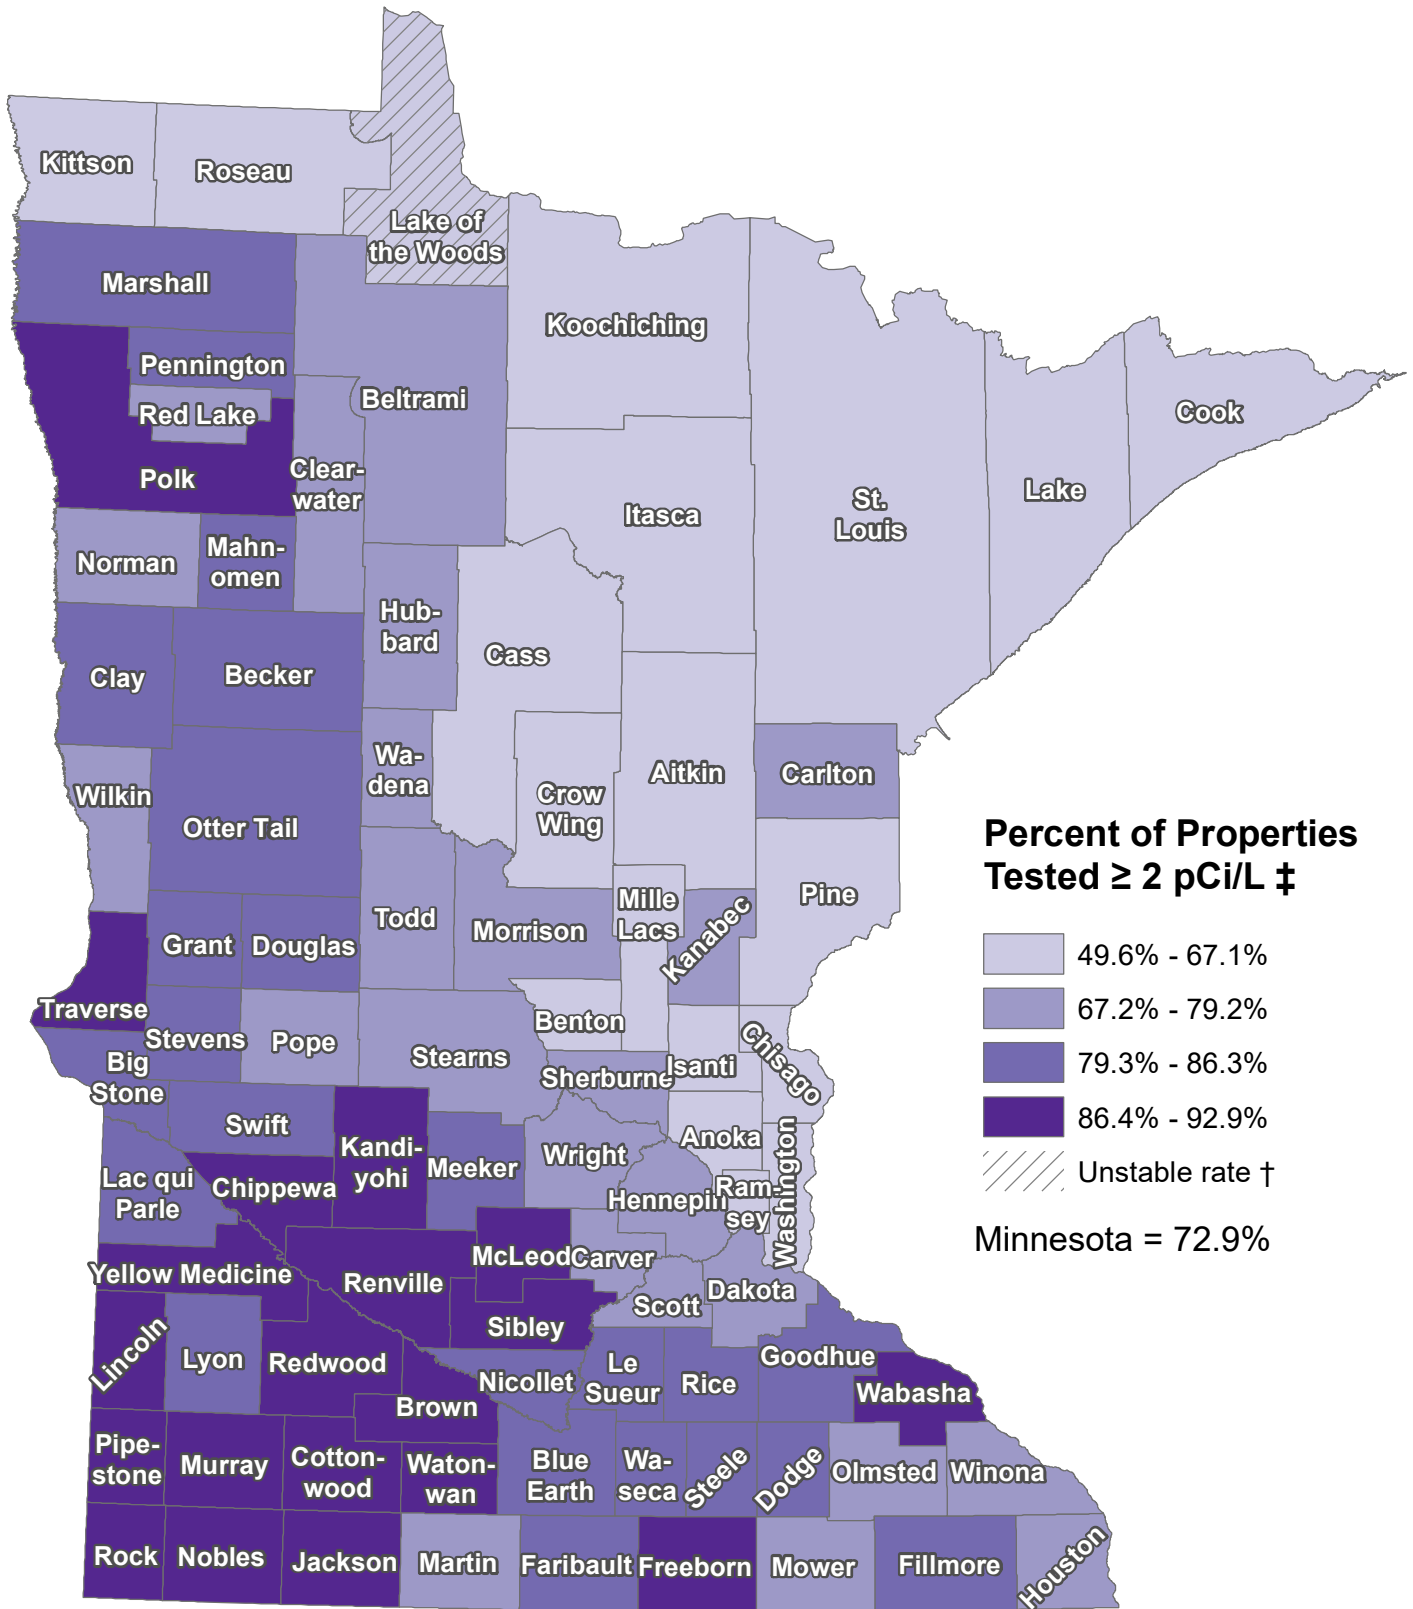 Kittson
Roseau
Lake of
the Woods
Marshall
Koochiching
Pennington
Beltrami
Red Lake
Cook
Polk
Clear-
water
Itasca
St.
Louis
Lake
Norman
Mahn-
omen
Hub-
bard
Cass
Clay
Becker
Wa-
dena
Aitkin
Carlton
Wilkin
Crow
Wing
Otter Tail
Pine
Mille
Lacs
Todd
Morrison
Kanabec
Grant
Douglas
Traverse
Stevens
Pope
Benton
Stearns
Big
Stone
Sherburne
Isanti
Chisago
Swift
Kandi-
yohi
Meeker
Wright
Anoka
Washington
Lac qui
Parle
Chippewa
Hennepin
Ram-
sey
McLeod
Carver
Yellow Medicine
Renville
Dakota
Scott
Sibley
Lincoln
Lyon
Redwood
Nicollet
Le
Sueur
Rice
Goodhue
Wabasha
Brown
Pipe-
stone
Murray
Cotton-
wood
Waton-
wan
Blue
Earth
Wa-
seca
Steele
Dodge
Olmsted
Winona
Rock
Nobles
Jackson
Martin
Faribault
Freeborn
Mower
Fillmore
Houston
Percent of Properties
Tested ≥ 2 pCi/L ‡
49.6% - 67.1%
67.2% - 79.2%
79.3% - 86.3%
86.4% - 92.9%
Unstable rate †
Minnesota = 72.9%